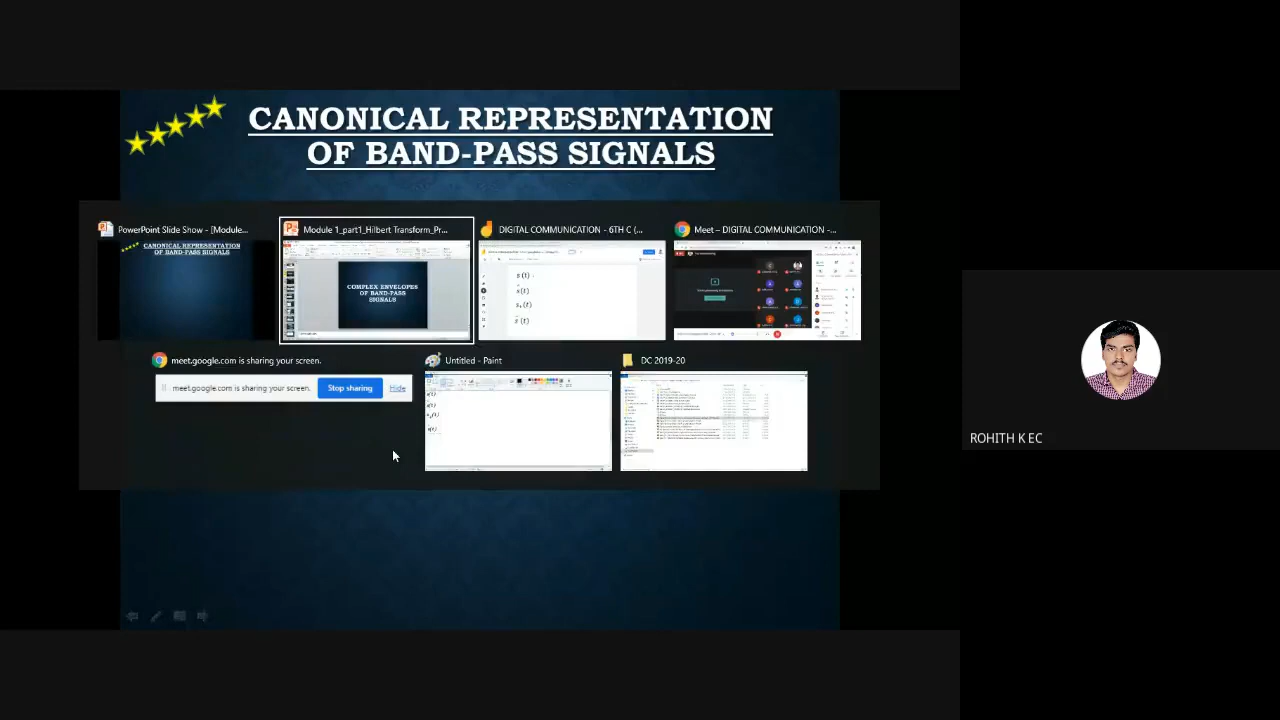 CANONICAL REPRESENTATION
OF BAND-PASS SIGNALS
PowerPoint Slide Show - [Module...
Module 1_part1_Hilbert Transform_Pr...
DIGITAL COMMUNICATION - 6TH C (...
Meet – DIGITAL COMMUNICATION -...
CANONICAL REPRESENTATION
OF BAND-PASS SIGNALS
COMPLEX ENVELOPES
OF BAND-PASS
SIGNALS
s(t)
s(t)
s₊(t)
s(t)
meet.google.com is sharing your screen.
Untitled - Paint
DC 2019-20
meet.google.com is sharing your screen.
Stop sharing
Hide
ROHITH K EC